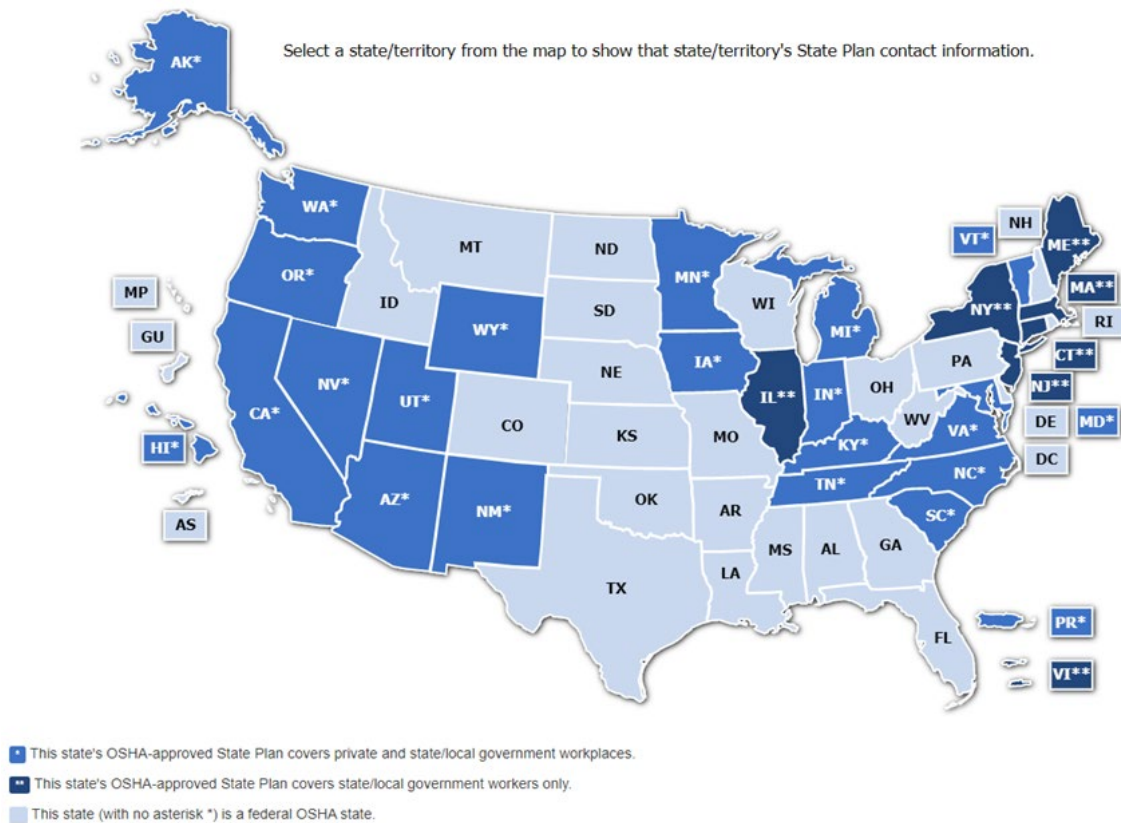 Select a state/territory from the map to show that state/territory's State Plan contact information.
AK*
WA*
MT
ND
MN*
VT*
NH
ME**
OR*
ID
MP
GU
WY*
SD
WI
MI*
NY**
MA**
RI
CT**
NJ**
NV*
CA*
UT*
NE
IA*
IL**
IN*
OH
PA
WV
DE
MD*
HI*
CO
KS
MO
KY*
VA*
DC
AS
AZ*
NM*
OK
AR
TN*
NC*
SC*
TX
LA
MS
AL
GA
FL
PR*
VI**
* This state's OSHA-approved State Plan covers private and state/local government workplaces.
** This state's OSHA-approved State Plan covers state/local government workers only.
This state (with no asterisk *) is a federal OSHA state.